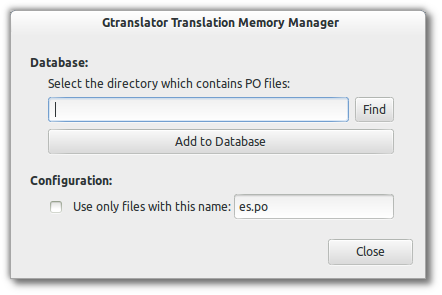 Gtranslator Translation Memory Manager
Database:
Select the directory which contains PO files:
Find
Add to Database
Configuration:
Use only files with this name: es.po
Close